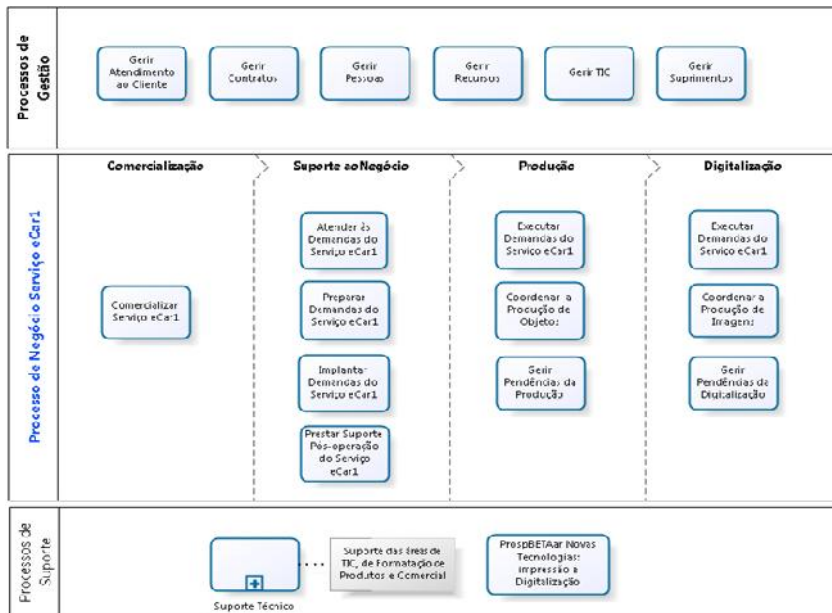 Processos de
Gestão
Gerir
Atendimento
ao Cliente
Gerir
Contratos
Gerir
Pessoas
Gerir
Recursos
Gerir TIC
Gerir
Suprimentos
Processo de Negócio Serviço eCar1
Comercialização
Suporte ao Negócio
Produção
Digitalização
Comercializar
Serviço eCar1
Atender às
Demandas do
Serviço eCar1
Preparar
Demandas do
Serviço eCar1
Implantar
Demandas do
Serviço eCar1
Prestar Suporte
Pós-operação
do Serviço
eCar1
Executar
Demandas do
Serviço eCar1
Coordenar a
Produção de
Objetos
Gerir
Pendências da
Produção
Executar
Demandas do
Serviço eCar1
Coordenar a
Produção de
Imagens
Gerir
Pendências da
Digitalização
Processos de
Suporte
Suporte Técnico
Suporte das áreas de
TIC, de Formatação de
Produtos e Comercial
ProspBETAar Novas
Tecnologias:
Impressão e
Digitalização